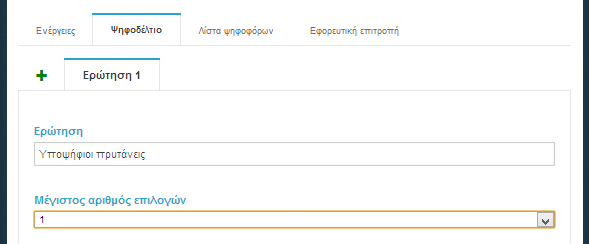 Ενέργειες Ψηφοδέλτιο Λίστα ψηφοφόρων Εφορευτική επιτροπή
+ Ερώτηση 1
Ερώτηση
Υποψήφιοι πρυτάνεις
Μέγιστος αριθμός επιλογών
1